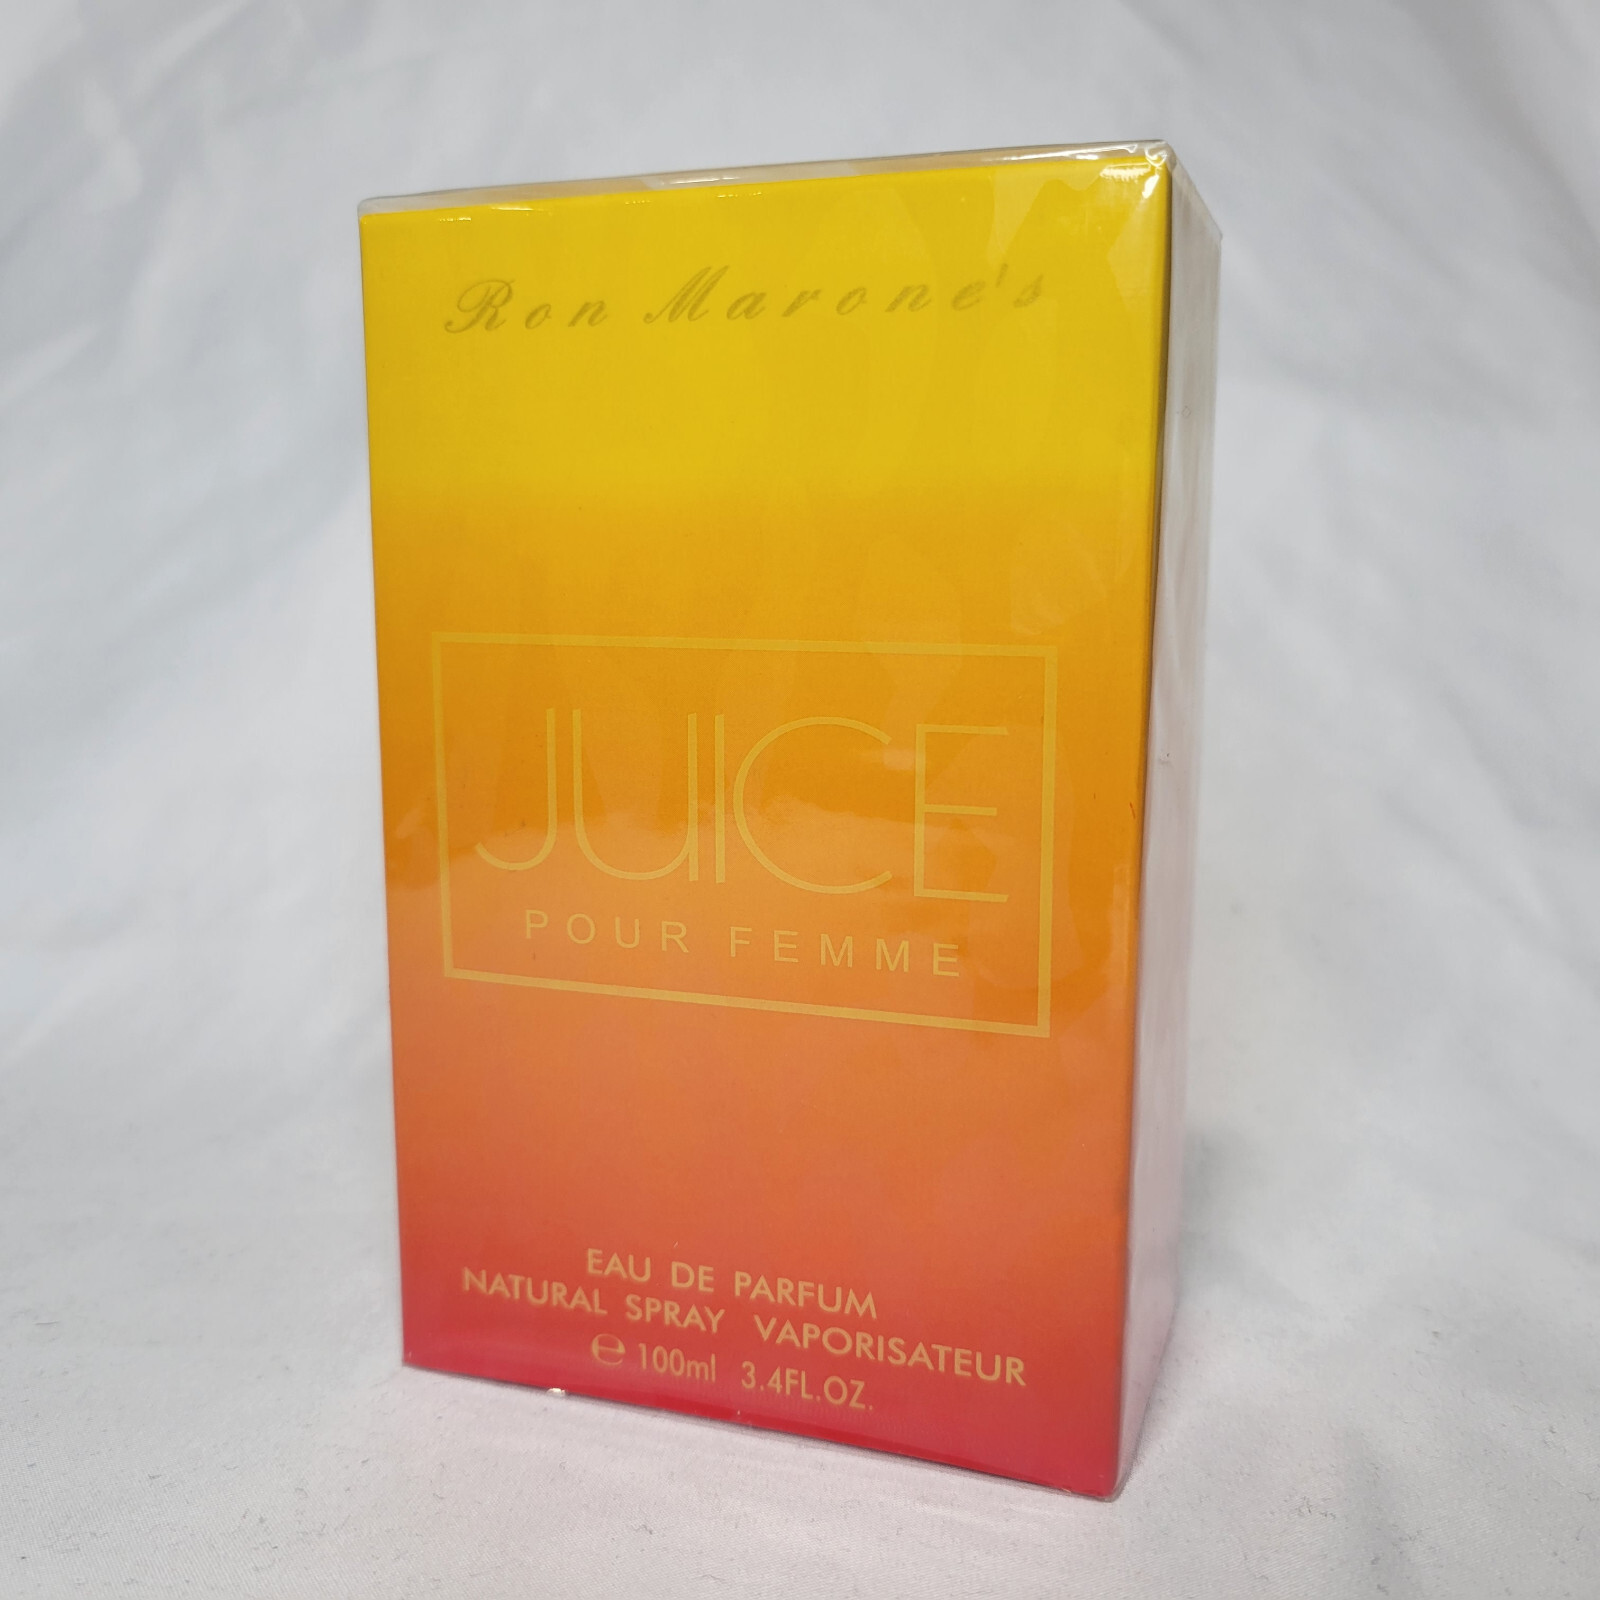 Ron Marone's
JUICE
POUR FEMME
EAU DE PARFUM
NATURAL SPRAY VAPORISATEUR
℮ 100ml 3.4FL.OZ.